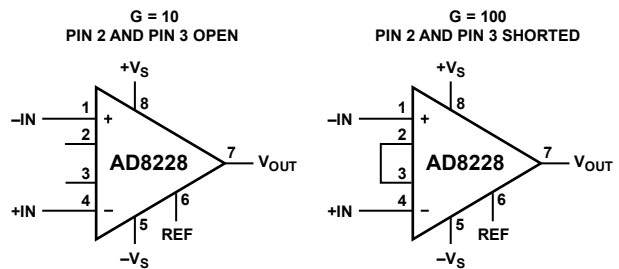 G = 10
PIN 2 AND PIN 3 OPEN
+VS
–IN
1
+
8
2
AD8228
7
VOUT
3
+IN
4
–
5
6
REF
–VS
G = 100
PIN 2 AND PIN 3 SHORTED
+VS
–IN
1
+
8
2
AD8228
7
VOUT
3
+IN
4
–
5
6
REF
–VS